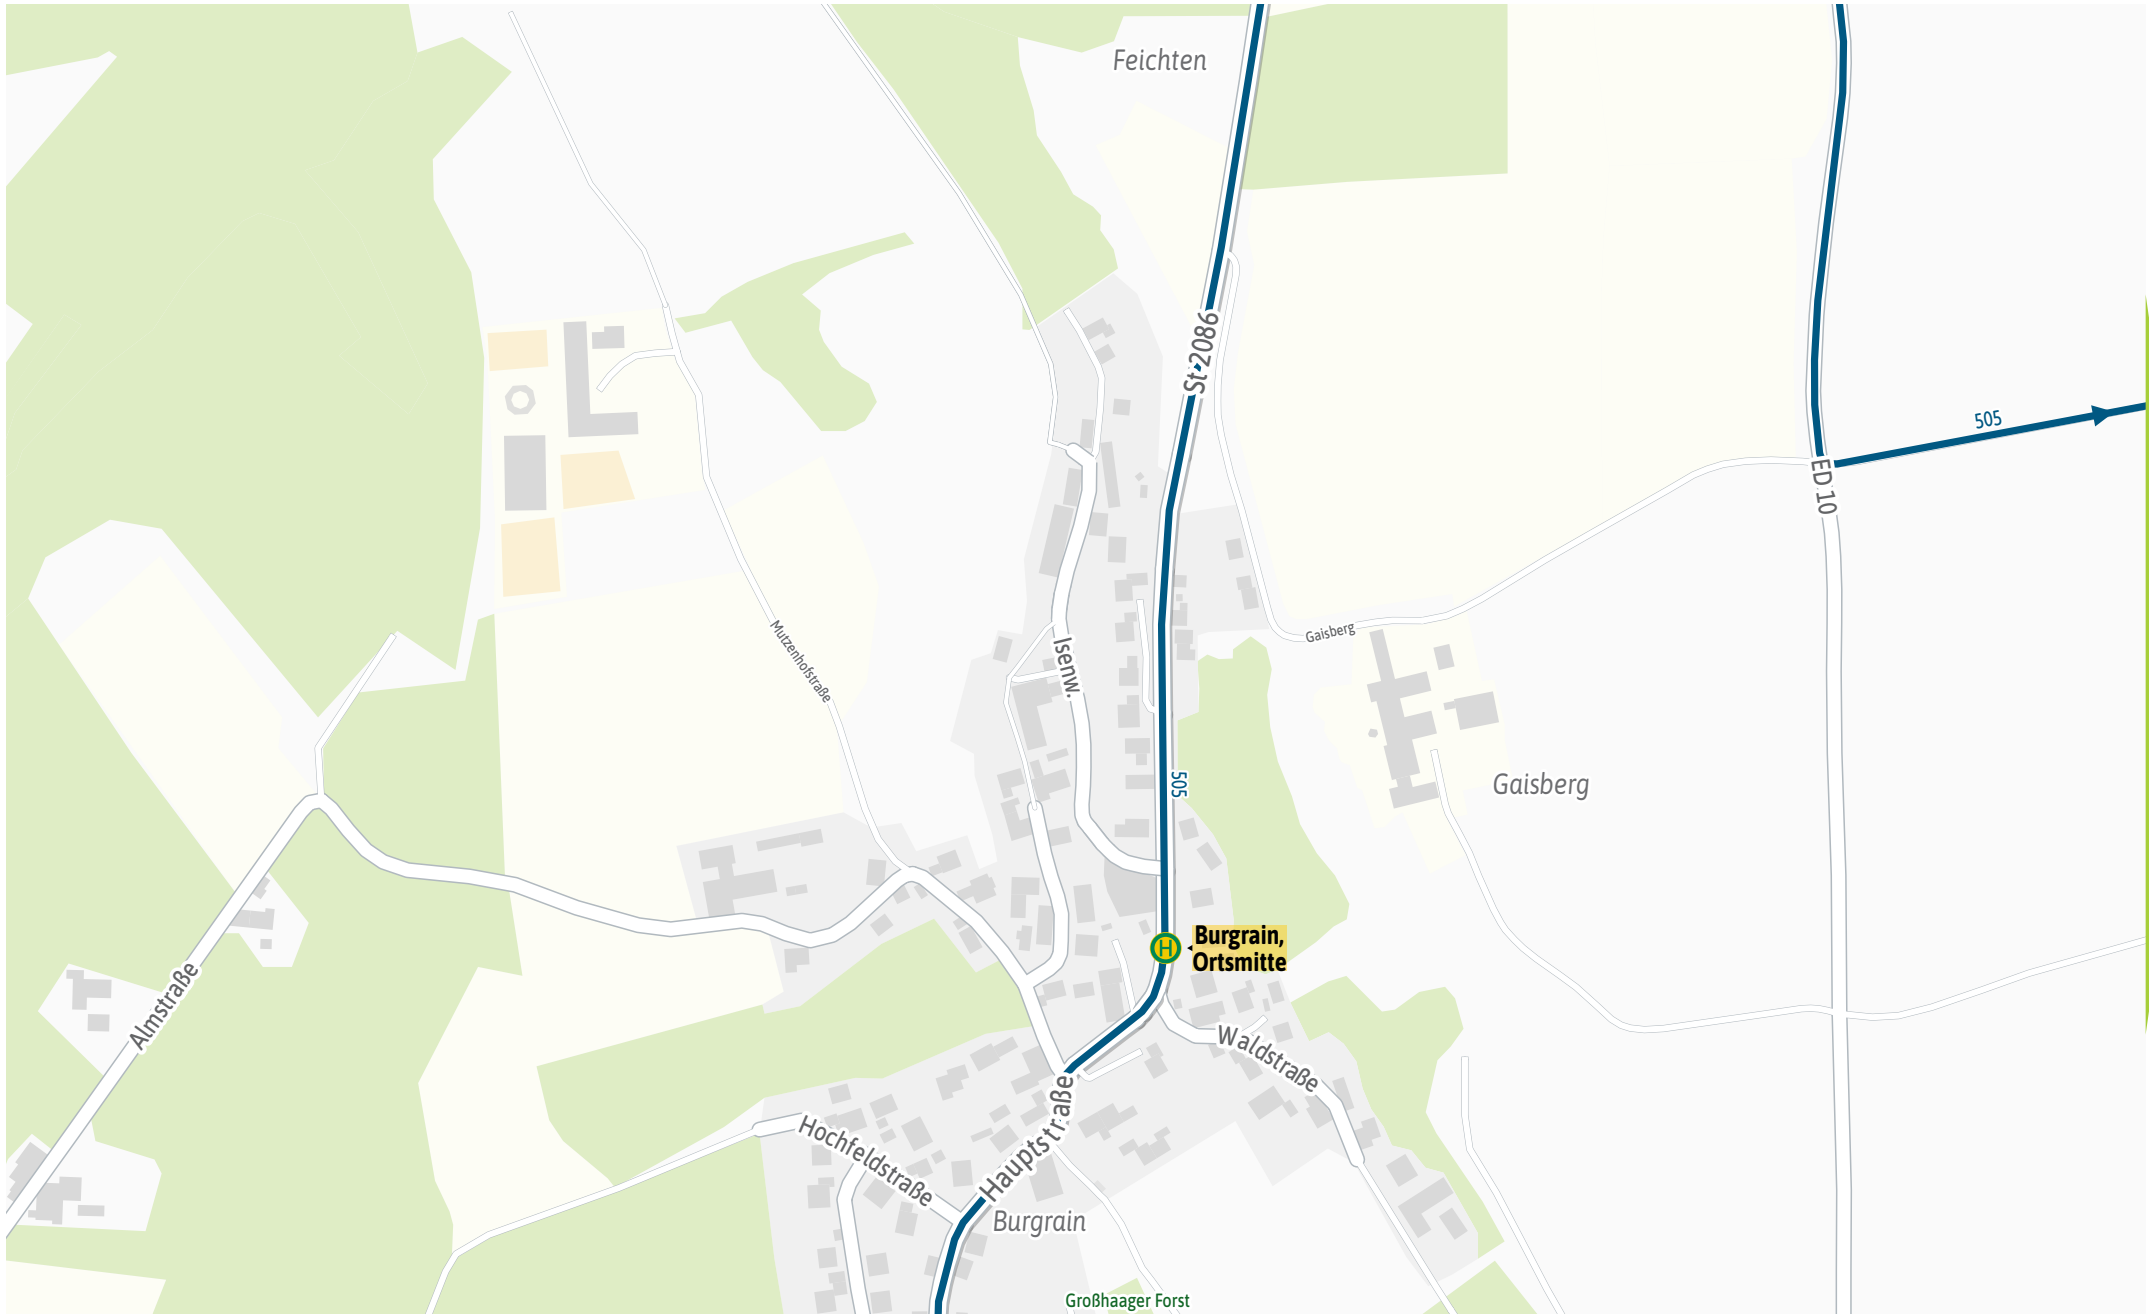 Feichten
St 2086
505
ED 10
Mutzenhofstraße
Gaisberg
Isenw.
Gaisberg
505
H
Burgrain,
Ortsmitte
Almstraße
Waldstraße
Hauptstraße
Hochfeldstraße
Burgrain
Großhaager Forst